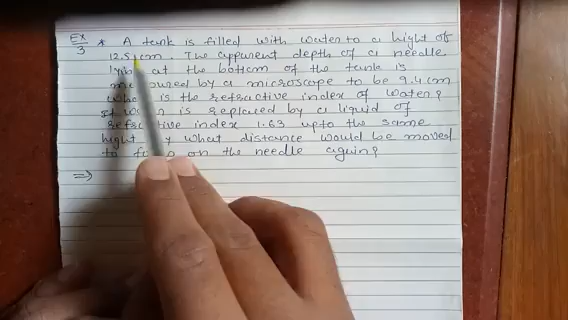 Ex 3 * A tank is filled with water to a hight of
12.5 cm. The apparent depth of a needle
lying at the bottom of the tank is
measured by a microscope to be 9.4 cm
what is the refractive index of water?
If water is replaced by a liquid of
refractive index 1.63 upto the same
hight by what distance would be moved
to on the needle again?
⇒